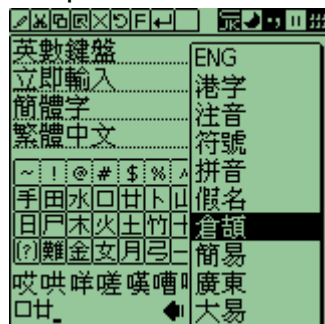 英數鍵盤
立即輸入
簡體字
繁體中文
ENG
港字
注音
符號
拼音
假名
倉頡
簡易
廣東
大易
~ ! @ # $ % ^
手 田 水 口 廿 卜 山
日 尸 木 火 土 竹 十
[?] 難 金 女 月 弓 一
哎 哄 咩 嗟 嘆 嘈
口廿_